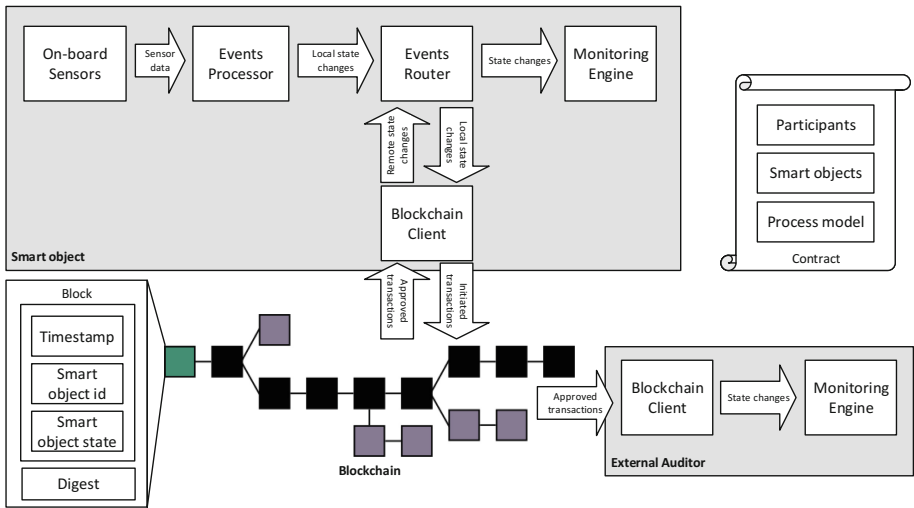 On-board
Sensors
Sensor
data
Events
Processor
Local state
changes
Events
Router
State changes
Monitoring
Engine
Remote state
changes
Local state
changes
Blockchain
Client
Smart object
Participants
Smart objects
Process model
Contract
Approved
transactions
Initiated
transactions
Block
Timestamp
Smart
object id
Smart
object state
Digest
Blockchain
Approved
transactions
Blockchain
Client
State changes
Monitoring
Engine
External Auditor